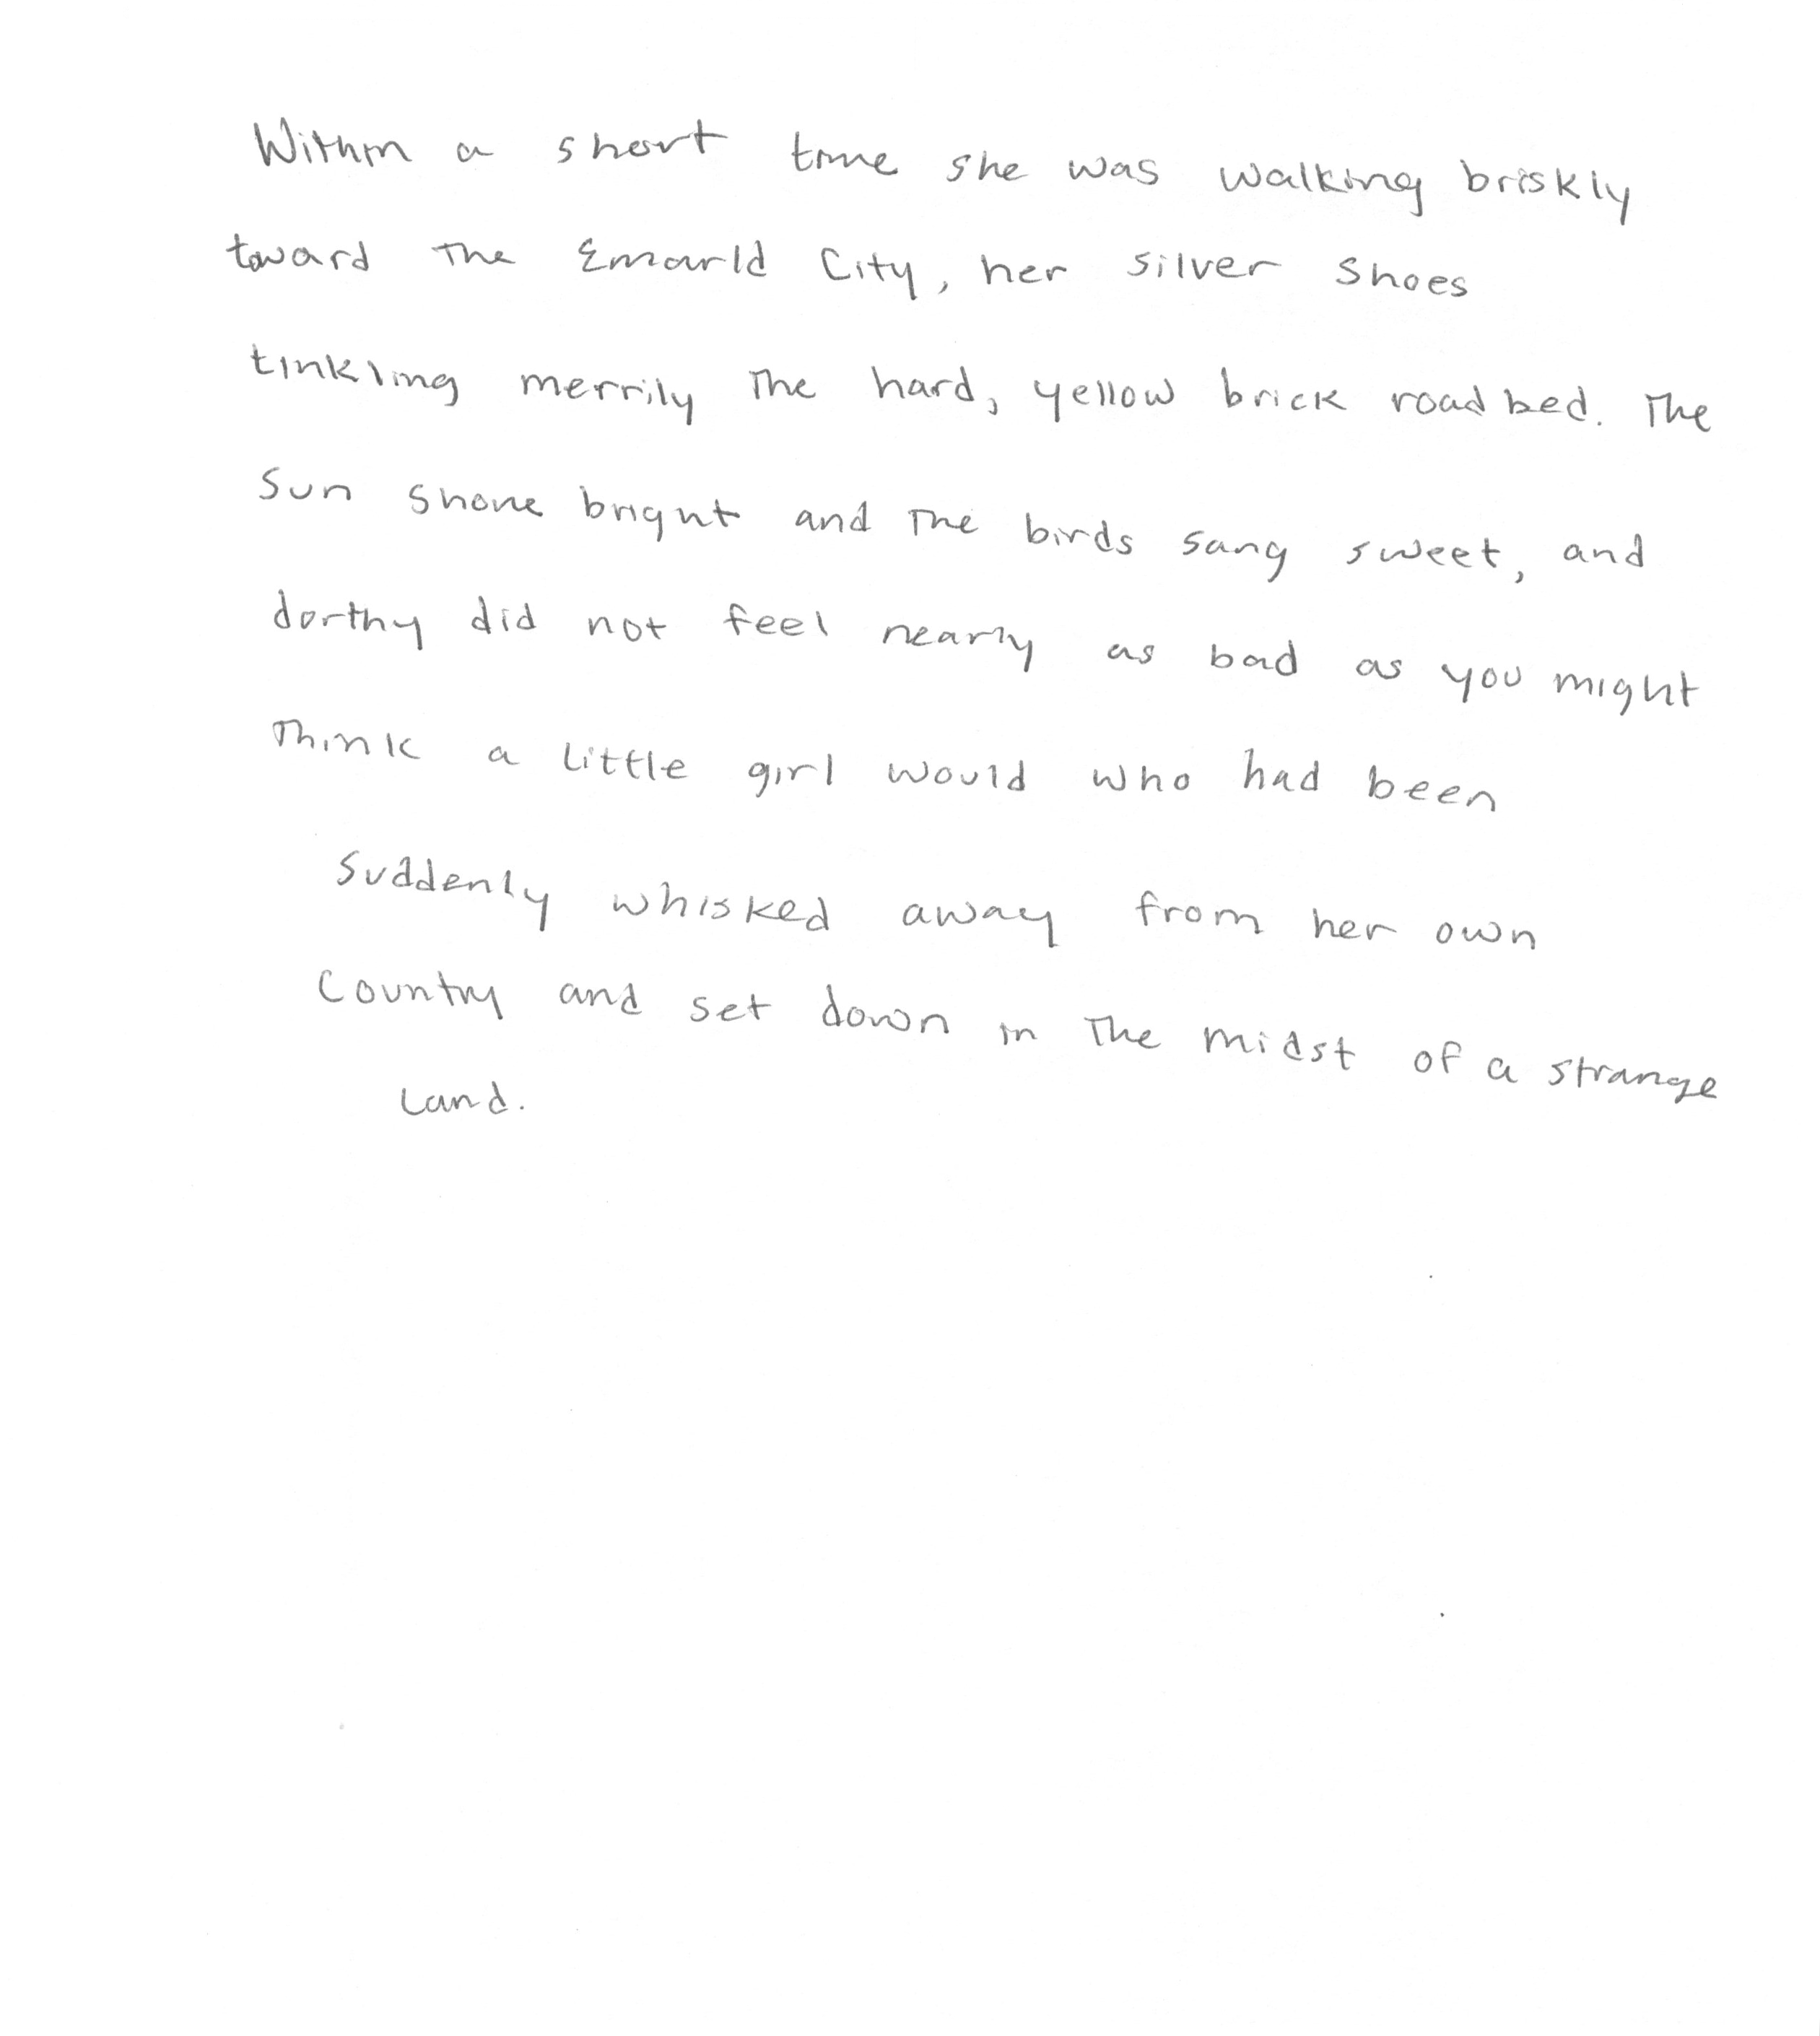 Within a short time she was walking briskly
toward the Emarld City, her silver shoes
tinkling merrily the hard, yellow brick roadbed. The
sun shone bright and the birds sang sweet, and
dorthy did not feel nearly as bad as you might
think a little girl would who had been
suddenly whisked away from her own
country and set down in the midst of a strange
land.